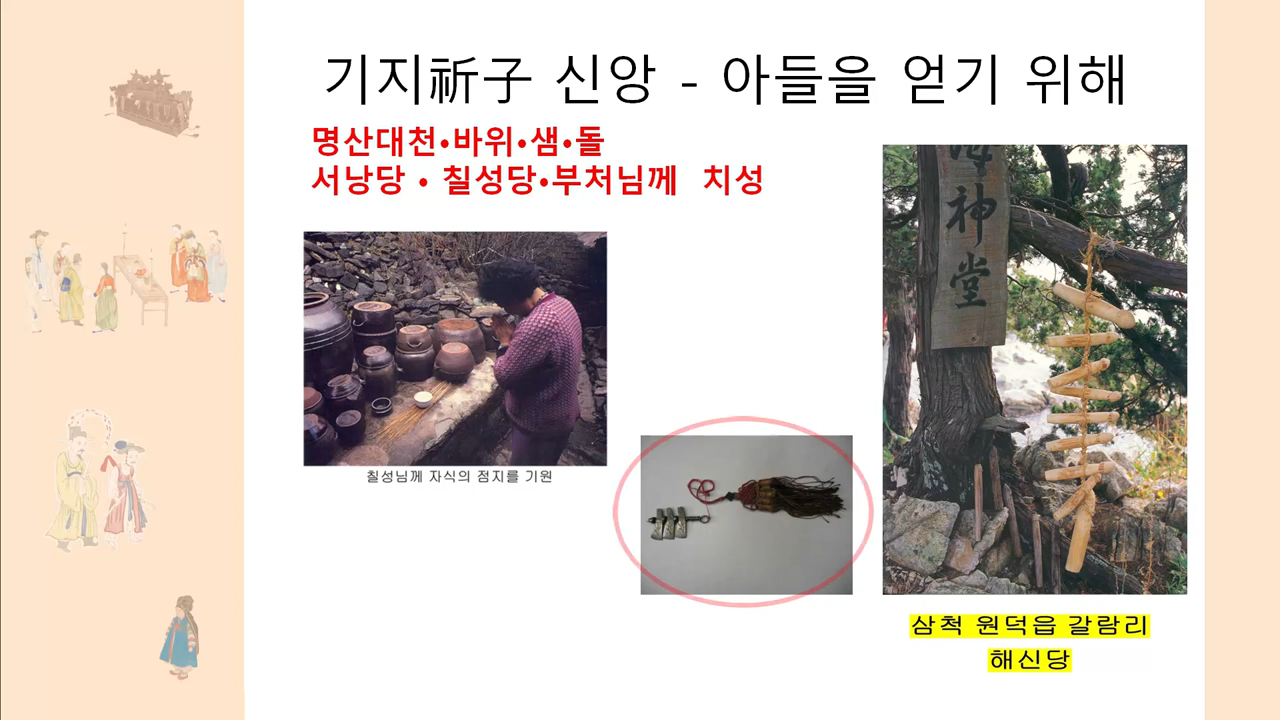 기지祈子 신앙 - 아들을 얻기 위해
명산대천•바위•샘•돌
서낭당 • 칠성당•부처님께 치성
海神堂
칠성님께 자식의 점지를 기원
삼척 원덕읍 갈람리
해신당